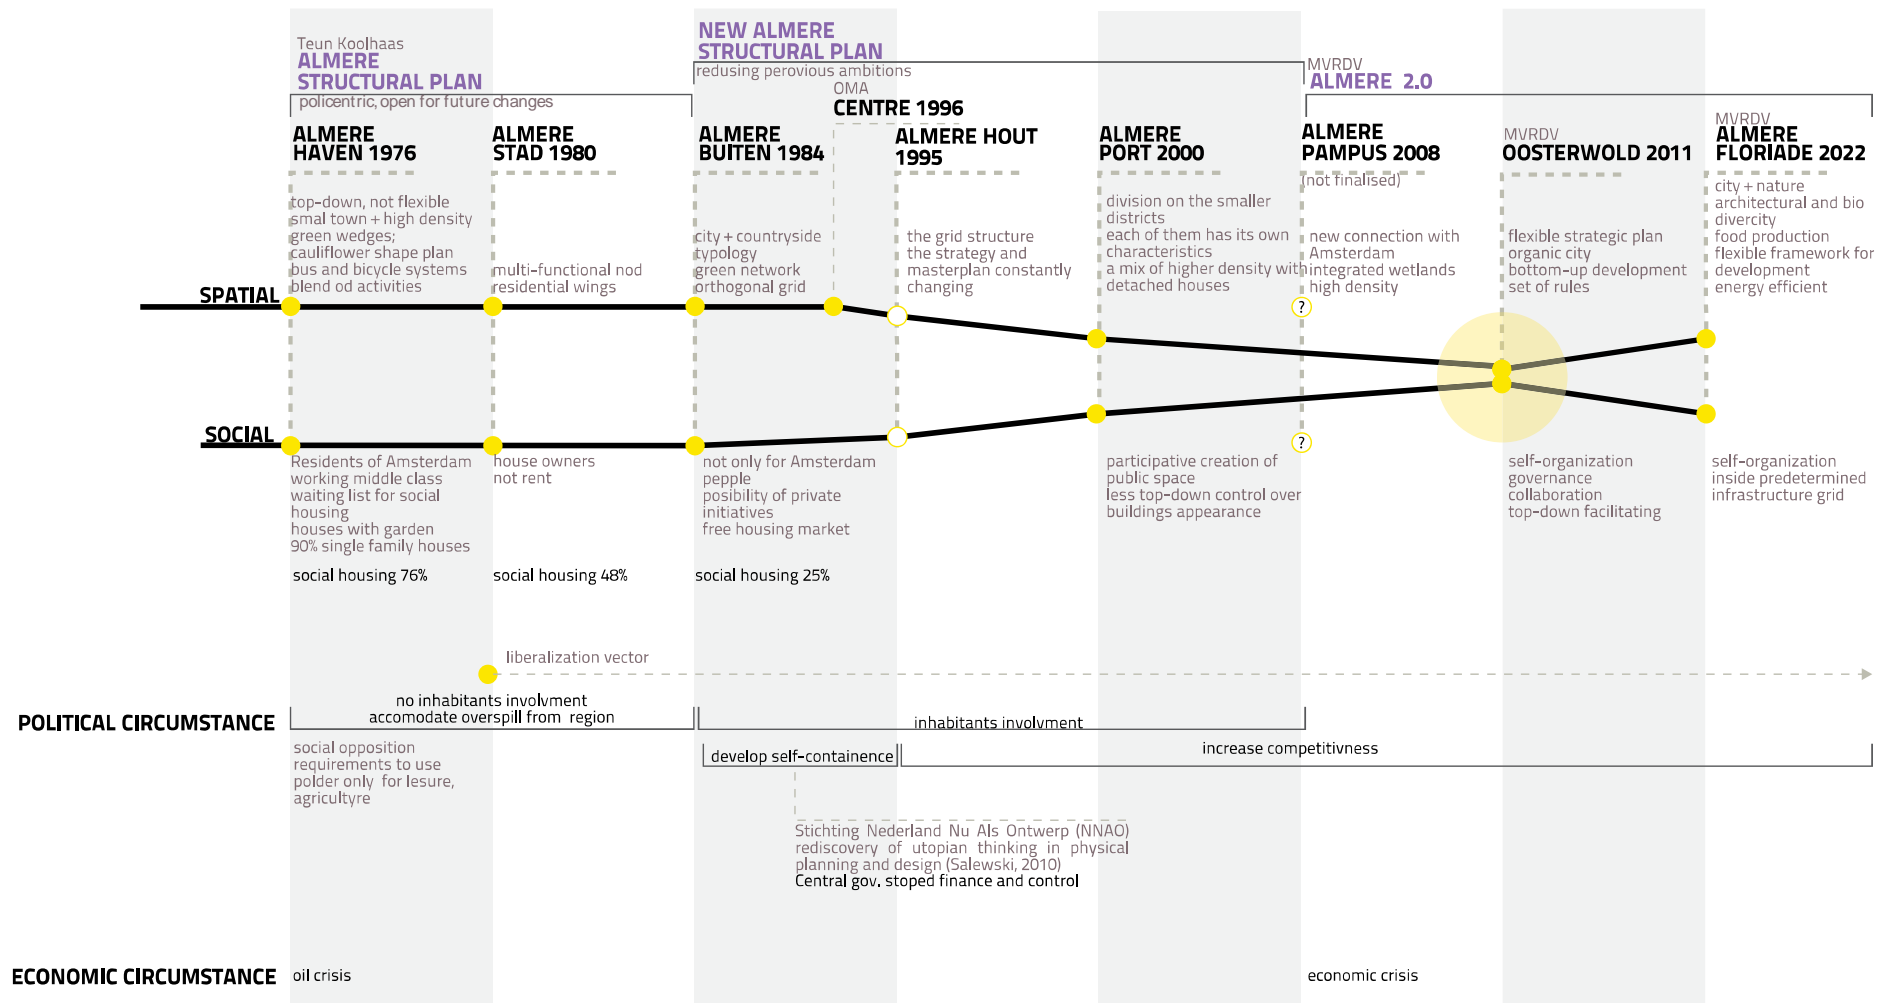 Teun Koolhaas
ALMERE
STRUCTURAL PLAN
policentric, open for future changes
NEW ALMERE
STRUCTURAL PLAN
redusing perovious ambitions
MVRDV
ALMERE 2.0
ALMERE
HAVEN 1976
top-down, not flexible
smal town + high density
green wedges;
cauliflower shape plan
bus and bicycle systems
blend od activities
ALMERE
STAD 1980
multi-functional nod
residential wings
ALMERE
BUITEN 1984
city + countryside
typology
green network
orthogonal grid
OMA
CENTRE 1996
ALMERE HOUT
1995
the grid structure
the strategy and
masterplan constantly
changing
ALMERE
PORT 2000
division on the smaller
districts
each of them has its own
characteristics
a mix of higher density with
detached houses
ALMERE
PAMPUS 2008
(not finalised)
new connection with
Amsterdam
integrated wetlands
high density
MVRDV
OOSTERWOLD 2011
flexible strategic plan
organic city
bottom-up development
set of rules
MVRDV
ALMERE
FLORIADE 2022
city + nature
architectural and bio
divercity
food production
flexible framework for
development
energy efficient
SPATIAL
?
SOCIAL
?
Residents of Amsterdam
working middle class
waiting list for social
housing
houses with garden
90% single family houses
social housing 76%
house owners
not rent
social housing 48%
not only for Amsterdam
pepple
posibility of private
initiatives
free housing market
social housing 25%
participative creation of
public space
less top-down control over
buildings appearance
self-organization
governance
collaboration
top-down facilitating
self-organization
inside predetermined
infrastructure grid
liberalization vector
POLITICAL CIRCUMSTANCE
no inhabitants involvment
accomodate overspill from region
inhabitants involvment
social opposition
requirements to use
polder only for lesure,
agricultyre
develop self-containence
increase competitivness
Stichting Nederland Nu Als Ontwerp (NNAO)
rediscovery of utopian thinking in physical
planning and design (Salewski, 2010)
Central gov. stoped finance and control
ECONOMIC CIRCUMSTANCE
oil crisis
economic crisis